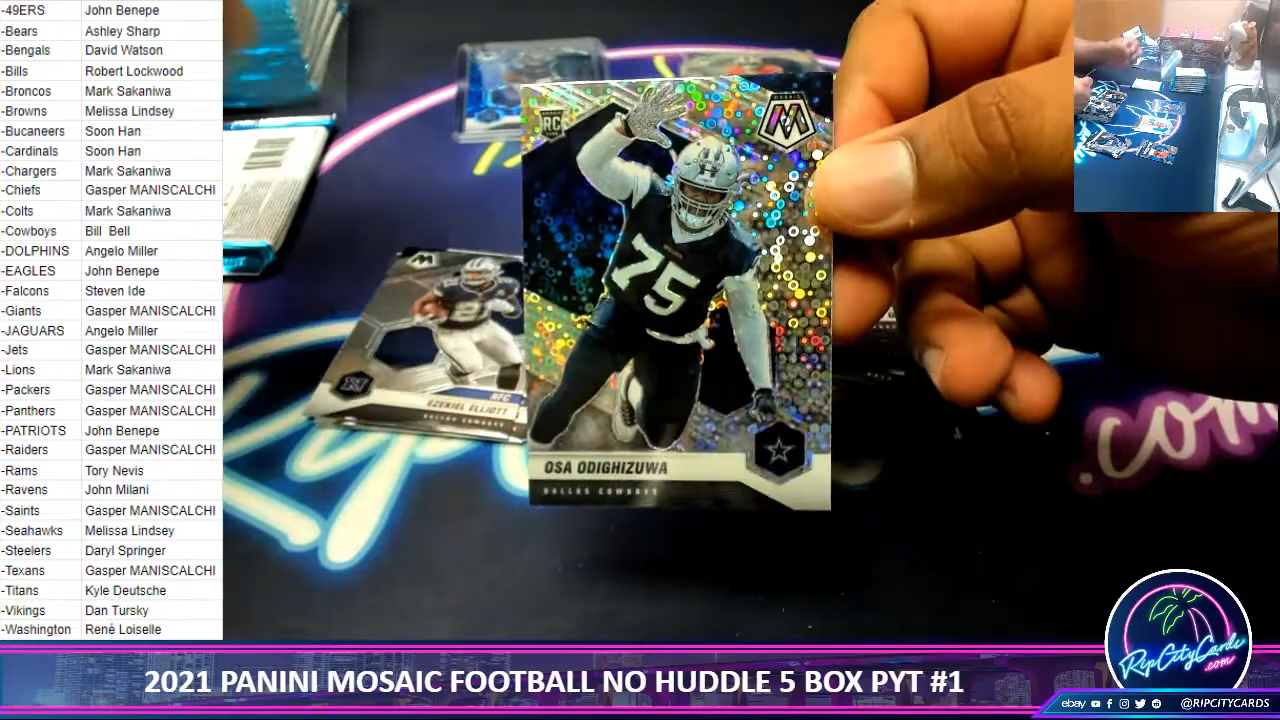 -49ERS John Benepe
-Bears Ashley Sharp
-Bengals David Watson
-Bills Robert Lockwood
-Broncos Mark Sakaniwa
-Browns Melissa Lindsey
-Bucaneers Soon Han
-Cardinals Soon Han
-Chargers Mark Sakaniwa
-Chiefs Gasper MANISCALCHI
-Colts Mark Sakaniwa
-Cowboys Bill Bell
-DOLPHINS Angelo Miller
-EAGLES John Benepe
-Falcons Steven Ide
-Giants Gasper MANISCALCHI
-JAGUARS Angelo Miller
-Jets Gasper MANISCALCHI
-Lions Mark Sakaniwa
-Packers Gasper MANISCALCHI
-Panthers Gasper MANISCALCHI
-PATRIOTS John Benepe
-Raiders Gasper MANISCALCHI
-Rams Tory Nevis
-Ravens John Milani
-Saints Gasper MANISCALCHI
-Seahawks Melissa Lindsey
-Steelers Daryl Springer
-Texans Gasper MANISCALCHI
-Titans Kyle Deutsche
-Vikings Dan Tursky
-Washington René Loiselle
RC
MOSAIC
75
OSA ODIGHIZUWA
DALLAS COWBOYS
NFC
EZEKIEL ELLIOTT
DALLAS COWBOYS
.com
RipCityCards
.com
2021 PANINI MOSAIC FOOTBALL NO HUDDLE 5 BOX PYT #1
ebay @RIPCITYCARDS